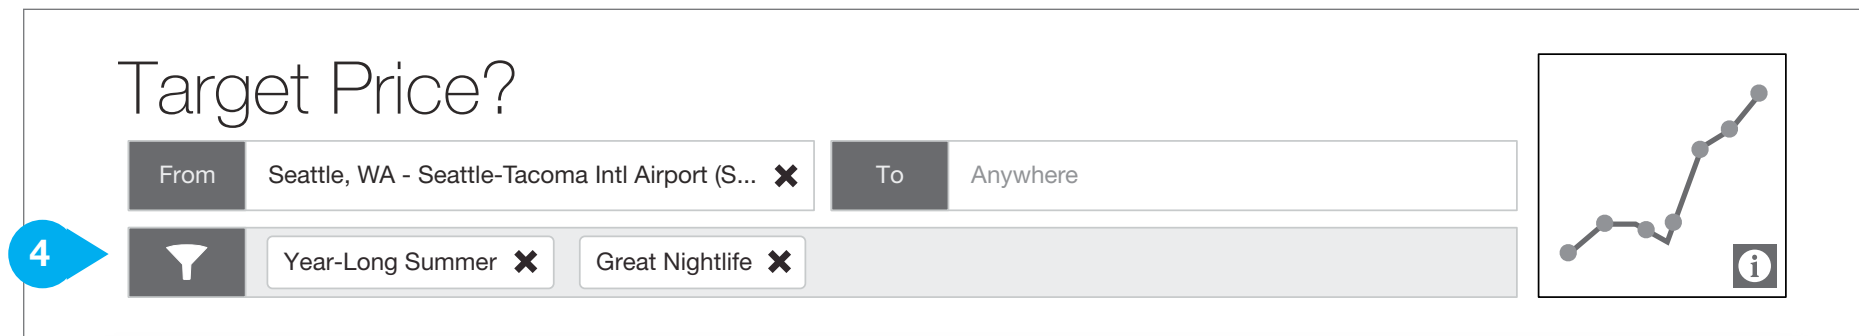 Target Price?
From Seattle, WA - Seattle-Tacoma Intl Airport (S... ✖ To Anywhere
4 Year-Long Summer ✖ Great Nightlife ✖
i